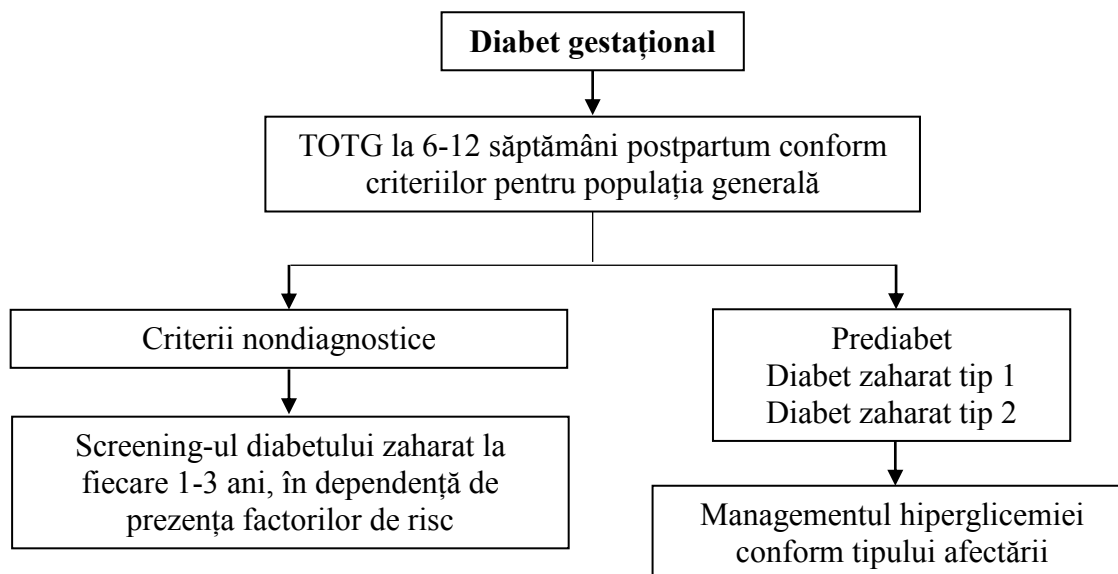 Diabet gestațional
TOTG la 6-12 săptămâni postpartum conform
criteriilor pentru populația generală
Criterii nondiagnostice
Screening-ul diabetului zaharat la
fiecare 1-3 ani, în dependență de
prezența factorilor de risc
Prediabet
Diabet zaharat tip 1
Diabet zaharat tip 2
Managementul hiperglicemiei
conform tipului afectării